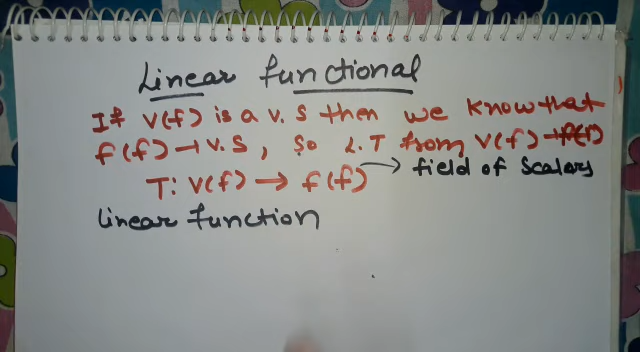 Linear functional
If V(f) is a V.S then we know that
f(f) → V.S, So L.T from V(f) → f(f)
T: V(f) → f(f) → field of Scalars
Linear function